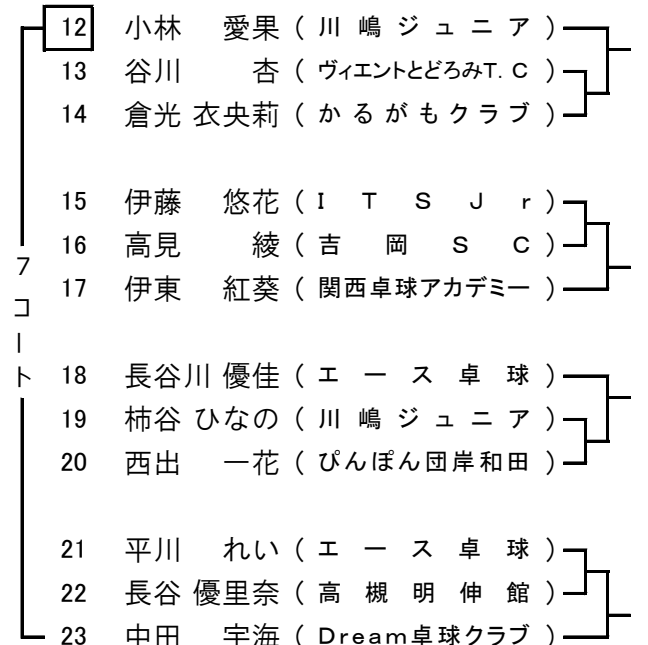 12 小林 愛果 ( 川嶋ジュニア )
13 谷川 杏 ( ヴィエントとどろみT.C )
14 倉光 衣央莉 ( かるがもクラブ )
15 伊藤 悠花 ( ITSJr )
16 高見 綾 ( 吉岡SC )
17 伊東 紅葵 ( 関西卓球アカデミー )
7コート
18 長谷川 優佳 ( エース卓球 )
19 柿谷 ひなの ( 川嶋ジュニア )
20 西出 一花 ( ぴんぽん団岸和田 )
21 平川 れい ( エース卓球 )
22 長谷 優里奈 ( 高槻明伸館 )
23 中田 宇海 ( Dream卓球クラブ )